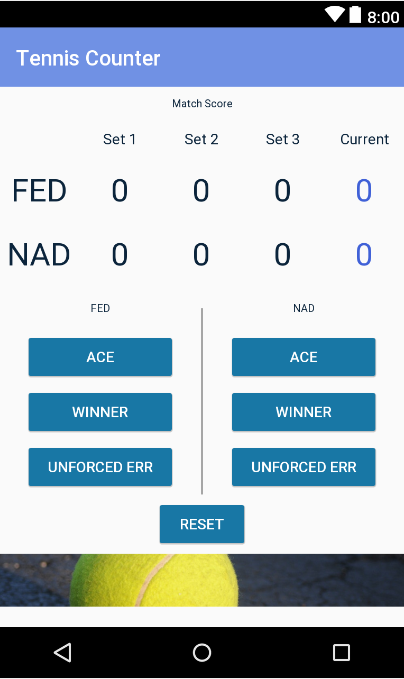 8:00
Tennis Counter
Match Score
Set 1 Set 2 Set 3 Current
FED 0 0 0 0
NAD 0 0 0 0
FED NAD
ACE ACE
WINNER WINNER
UNFORCED ERR UNFORCED ERR
RESET